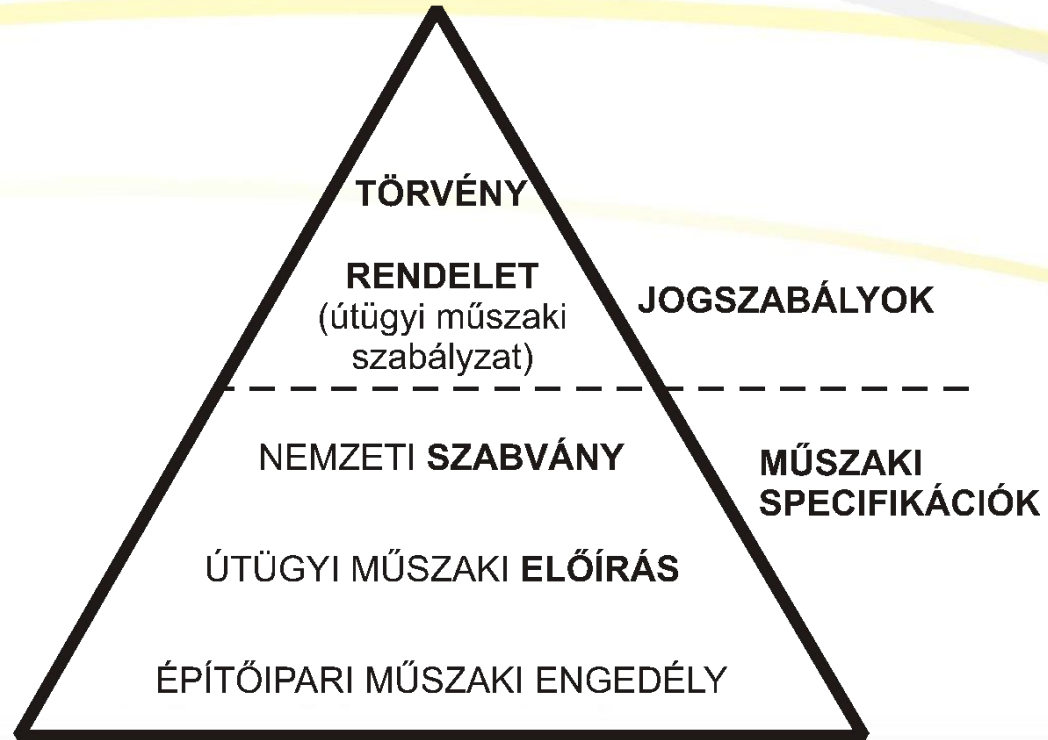 TÖRVÉNY
RENDELET
(útügyi műszaki
szabályzat)
JOGSZABÁLYOK
NEMZETI SZABVÁNY
MŰSZAKI
SPECIFIKÁCIÓK
ÚTÜGYI MŰSZAKI ELŐÍRÁS
ÉPÍTŐIPARI MŰSZAKI ENGEDÉLY